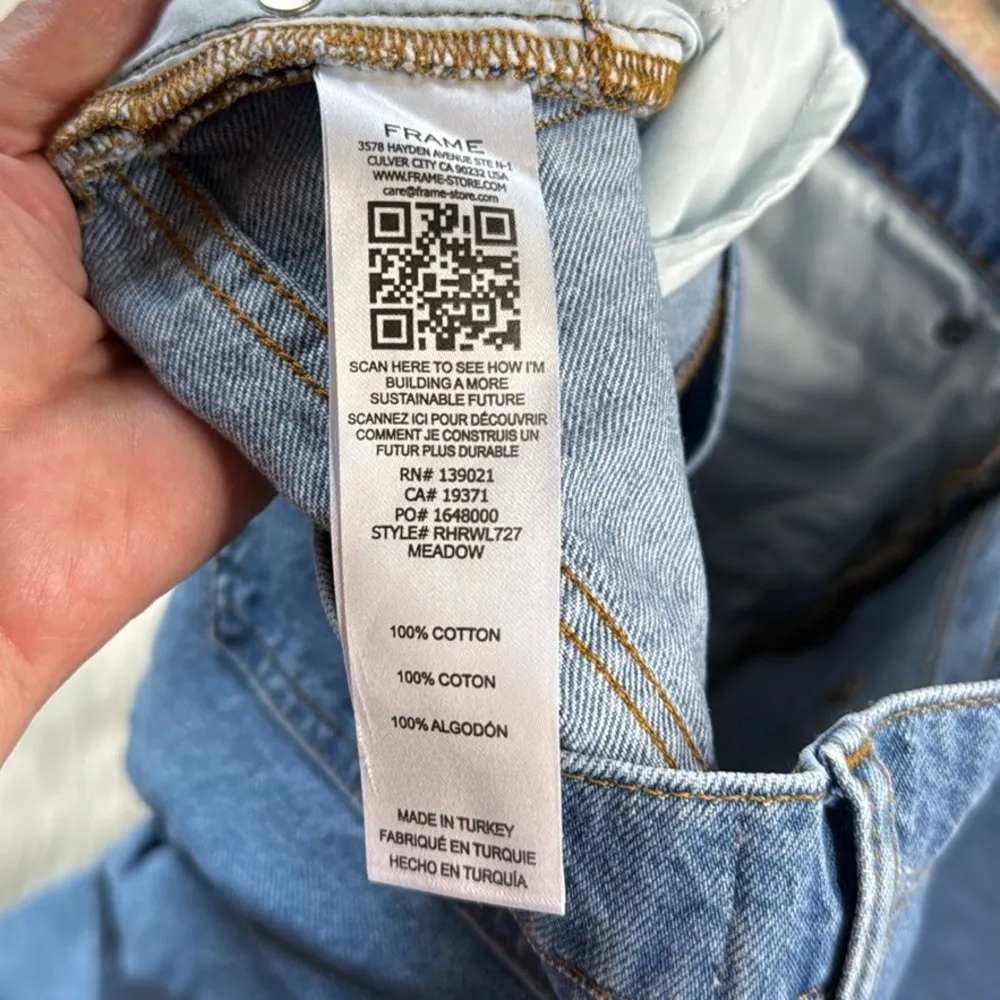 FRAME
3578 HAYDEN AVENUE STE N-1
CULVER CITY CA 90232 USA
WWW.FRAME-STORE.COM
care@frame-store.com
SCAN HERE TO SEE HOW I'M
BUILDING A MORE
SUSTAINABLE FUTURE
SCANNEZ ICI POUR DÉCOUVRIR
COMMENT JE CONSTRUIS UN
FUTUR PLUS DURABLE
RN# 139021
CA# 19371
PO# 1648000
STYLE# RHRWL727
MEADOW
100% COTTON
100% COTON
100% ALGODÓN
MADE IN TURKEY
FABRIQUÉ EN TURQUIE
HECHO EN TURQUÍA